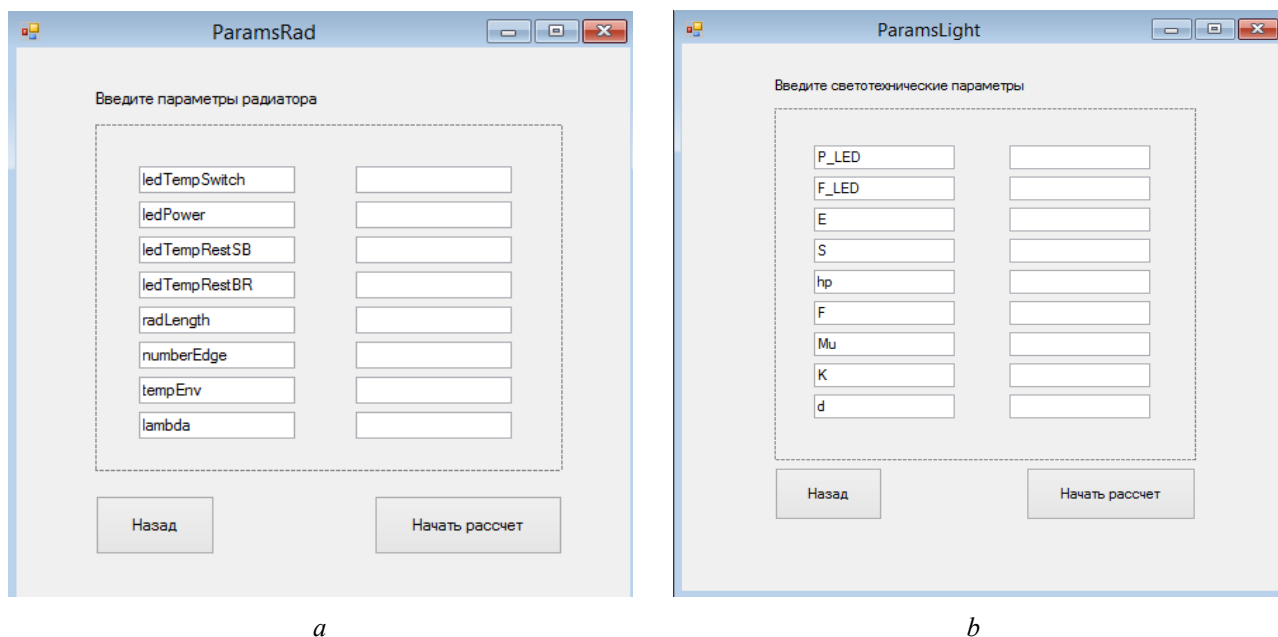 ParamsRad
Введите параметры радиатора
ledTempSwitch
ledPower
ledTempRestSB
ledTempRestBR
radLength
numberEdge
tempEnv
lambda
Назад
Начать рассчет
a
ParamsLight
Введите светотехнические параметры
P_LED
F_LED
E
S
hp
F
Mu
K
d
Назад
Начать рассчет
b